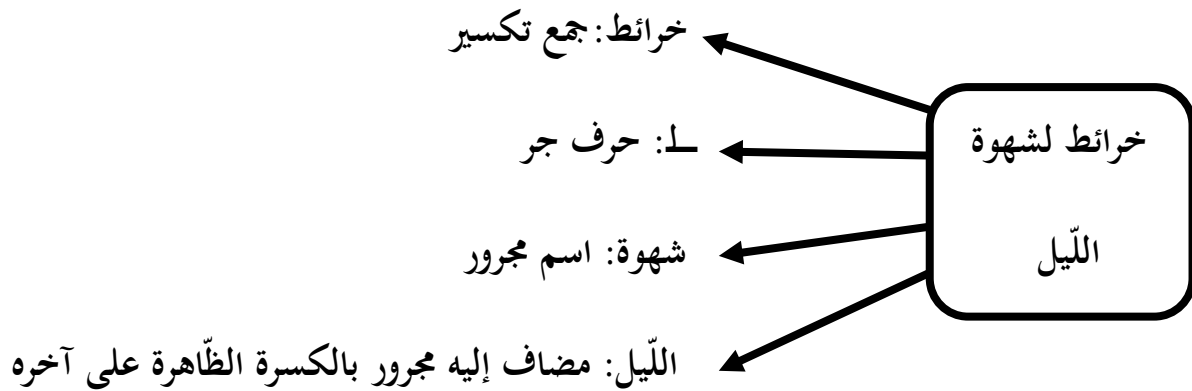 خرائط لشهوة
اللّيل
خرائط: جمع تكسير
لـ: حرف جر
شهوة: اسم مجرور
اللّيل: مضاف إليه مجرور بالكسرة الظّاهرة على آخره